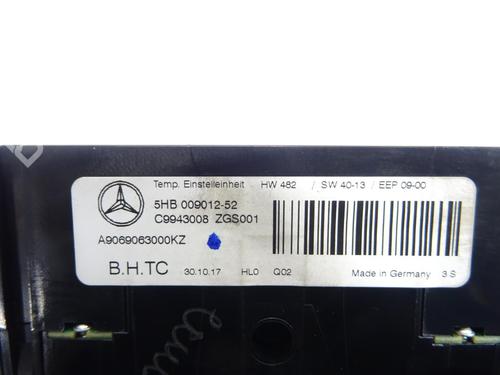 Temp. Einstelleinheit HW 482 / SW 40-13 / EEP 09-00
5HB 009012-52
C9943008 ZGS001
A9069063000KZ
B.H.TC 30.10.17 HL0 Q02 Made in Germany 3 S